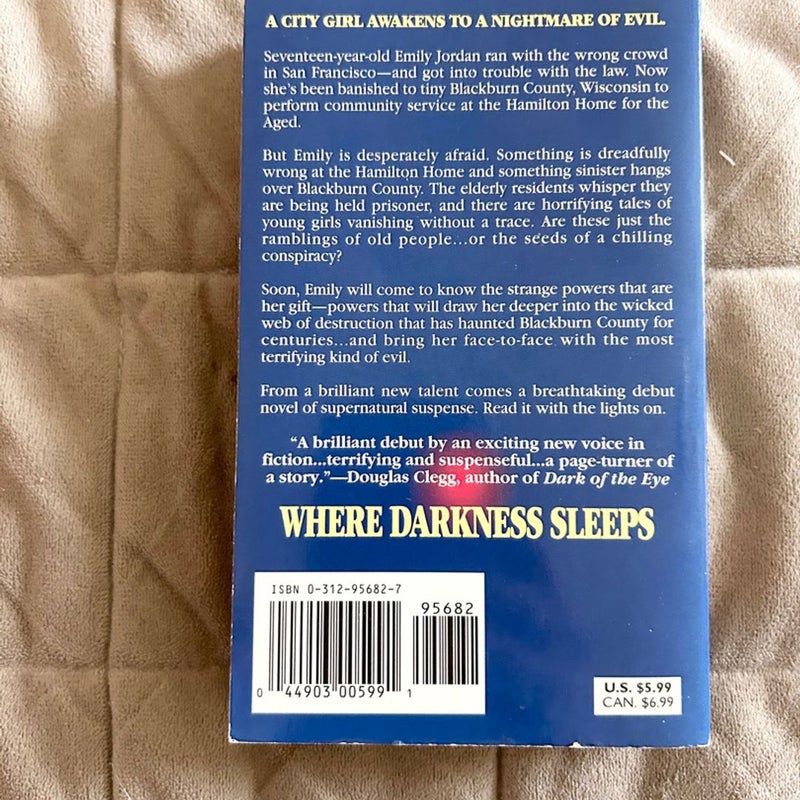 A CITY GIRL AWAKENS TO A NIGHTMARE OF EVIL.
Seventeen-year-old Emily Jordan ran with the wrong crowd
in San Francisco—and got into trouble with the law. Now
she's been banished to tiny Blackburn County, Wisconsin to
perform community service at the Hamilton Home for the
Aged.
But Emily is desperately afraid. Something is dreadfully
wrong at the Hamilton Home and something sinister hangs
over Blackburn County. The elderly residents whisper they
are being held prisoner, and there are horrifying tales of
young girls vanishing without a trace. Are these just the
ramblings of old people...or the seeds of a chilling
conspiracy?
Soon, Emily will come to know the strange powers that are
her gift—powers that will draw her deeper into the wicked
web of destruction that has haunted Blackburn County for
centuries...and bring her face-to-face with the most
terrifying kind of evil.
From a brilliant new talent comes a breathtaking debut
novel of supernatural suspense. Read it with the lights on.
"A brilliant debut by an exciting new voice in
fiction...terrifying and suspenseful...a page-turner of
a story."—Douglas Clegg, author of Dark of the Eye
WHERE DARKNESS SLEEPS
ISBN 0-312-95682-7
95682
0 44903 00599 1
U.S. $5.99
CAN. $6.99